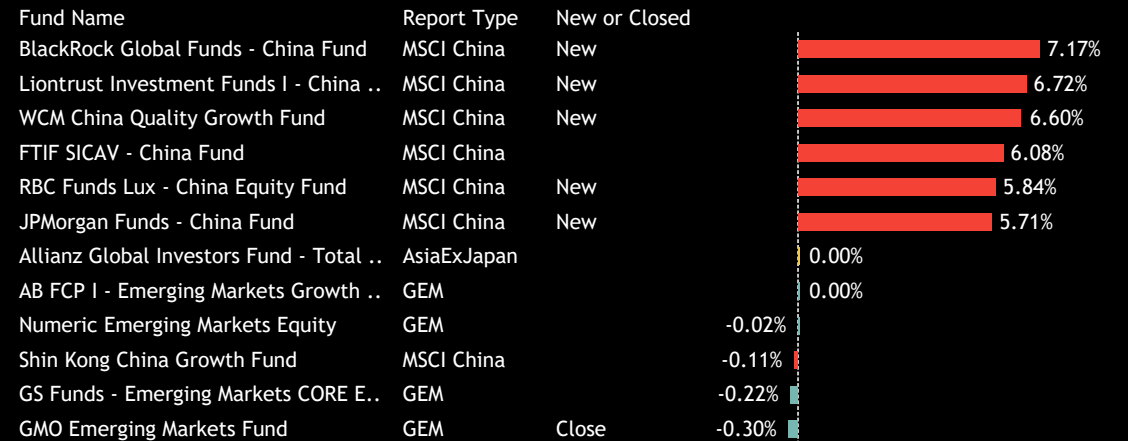 Fund Name Report Type New or Closed
BlackRock Global Funds - China Fund MSCI China New 7.17%
Liontrust Investment Funds I - China .. MSCI China New 6.72%
WCM China Quality Growth Fund MSCI China New 6.60%
FTIF SICAV - China Fund MSCI China 6.08%
RBC Funds Lux - China Equity Fund MSCI China New 5.84%
JPMorgan Funds - China Fund MSCI China New 5.71%
Allianz Global Investors Fund - Total .. AsiaExJapan 0.00%
AB FCP I - Emerging Markets Growth .. GEM 0.00%
Numeric Emerging Markets Equity GEM -0.02%
Shin Kong China Growth Fund MSCI China -0.11%
GS Funds - Emerging Markets CORE E.. GEM -0.22%
GMO Emerging Markets Fund GEM Close -0.30%